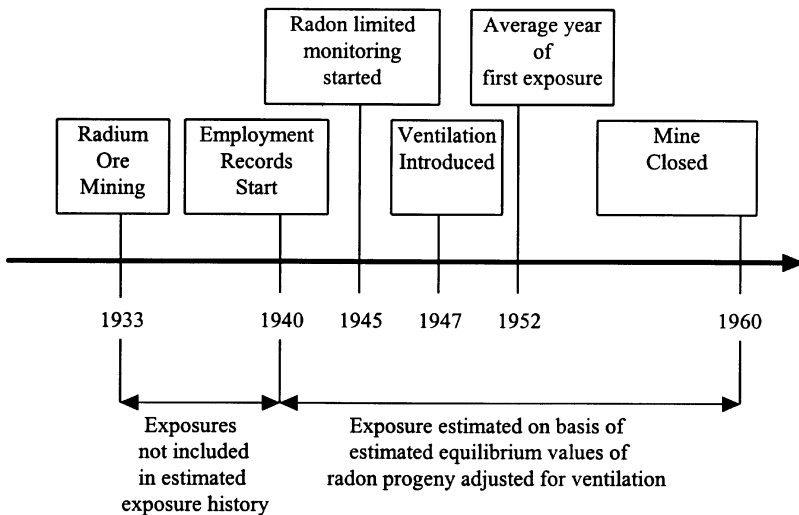 Radon limited
monitoring
started
Average year
of
first exposure
Radium
Ore
Mining
Employment
Records
Start
Ventilation
Introduced
Mine
Closed
1933
1940
1945
1947
1952
1960
Exposures
not included
in estimated
exposure history
Exposure estimated on basis of
estimated equilibrium values of
radon progeny adjusted for ventilation